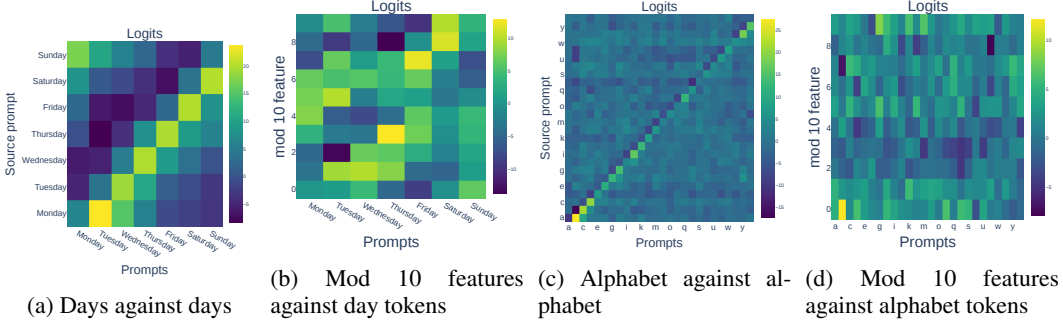 Logits
Source prompt
Sunday
Saturday
Friday
Thursday
Wednesday
Tuesday
Monday
Monday
Tuesday
Wednesday
Thursday
Friday
Saturday
Sunday
Prompts
20
15
10
5
0
−5
(a) Days against days
Logits
mod 10 feature
8
6
4
2
0
Monday
Tuesday
Wednesday
Thursday
Friday
Saturday
Sunday
Prompts
10
5
0
−5
−10
(b) Mod 10 features
against day tokens
Logits
Source prompt
y
w
u
s
q
o
m
k
i
g
e
c
a
a c e g i k m o q s u w y
Prompts
25
20
15
10
5
0
−5
−10
−15
(c) Alphabet against al-
phabet
Logits
mod 10 feature
8
6
4
2
0
a c e g i k m o q s u w y
Prompts
10
5
0
−5
(d) Mod 10 features
against alphabet tokens